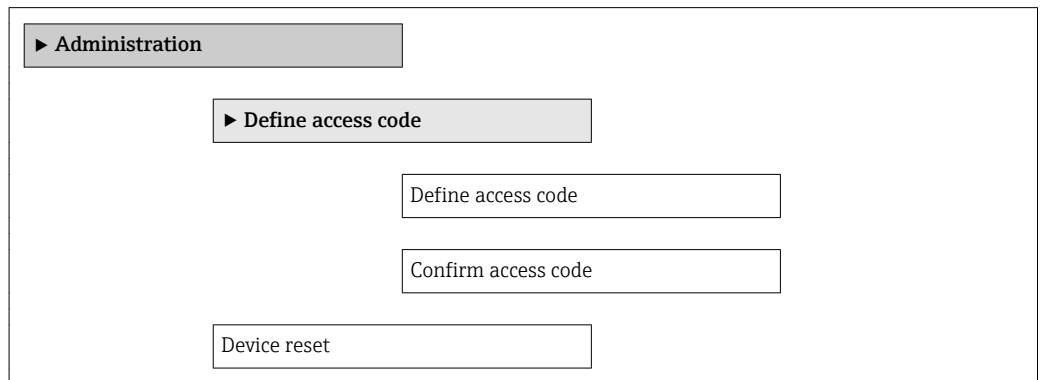 ▶ Administration
▶ Define access code
Define access code
Confirm access code
Device reset